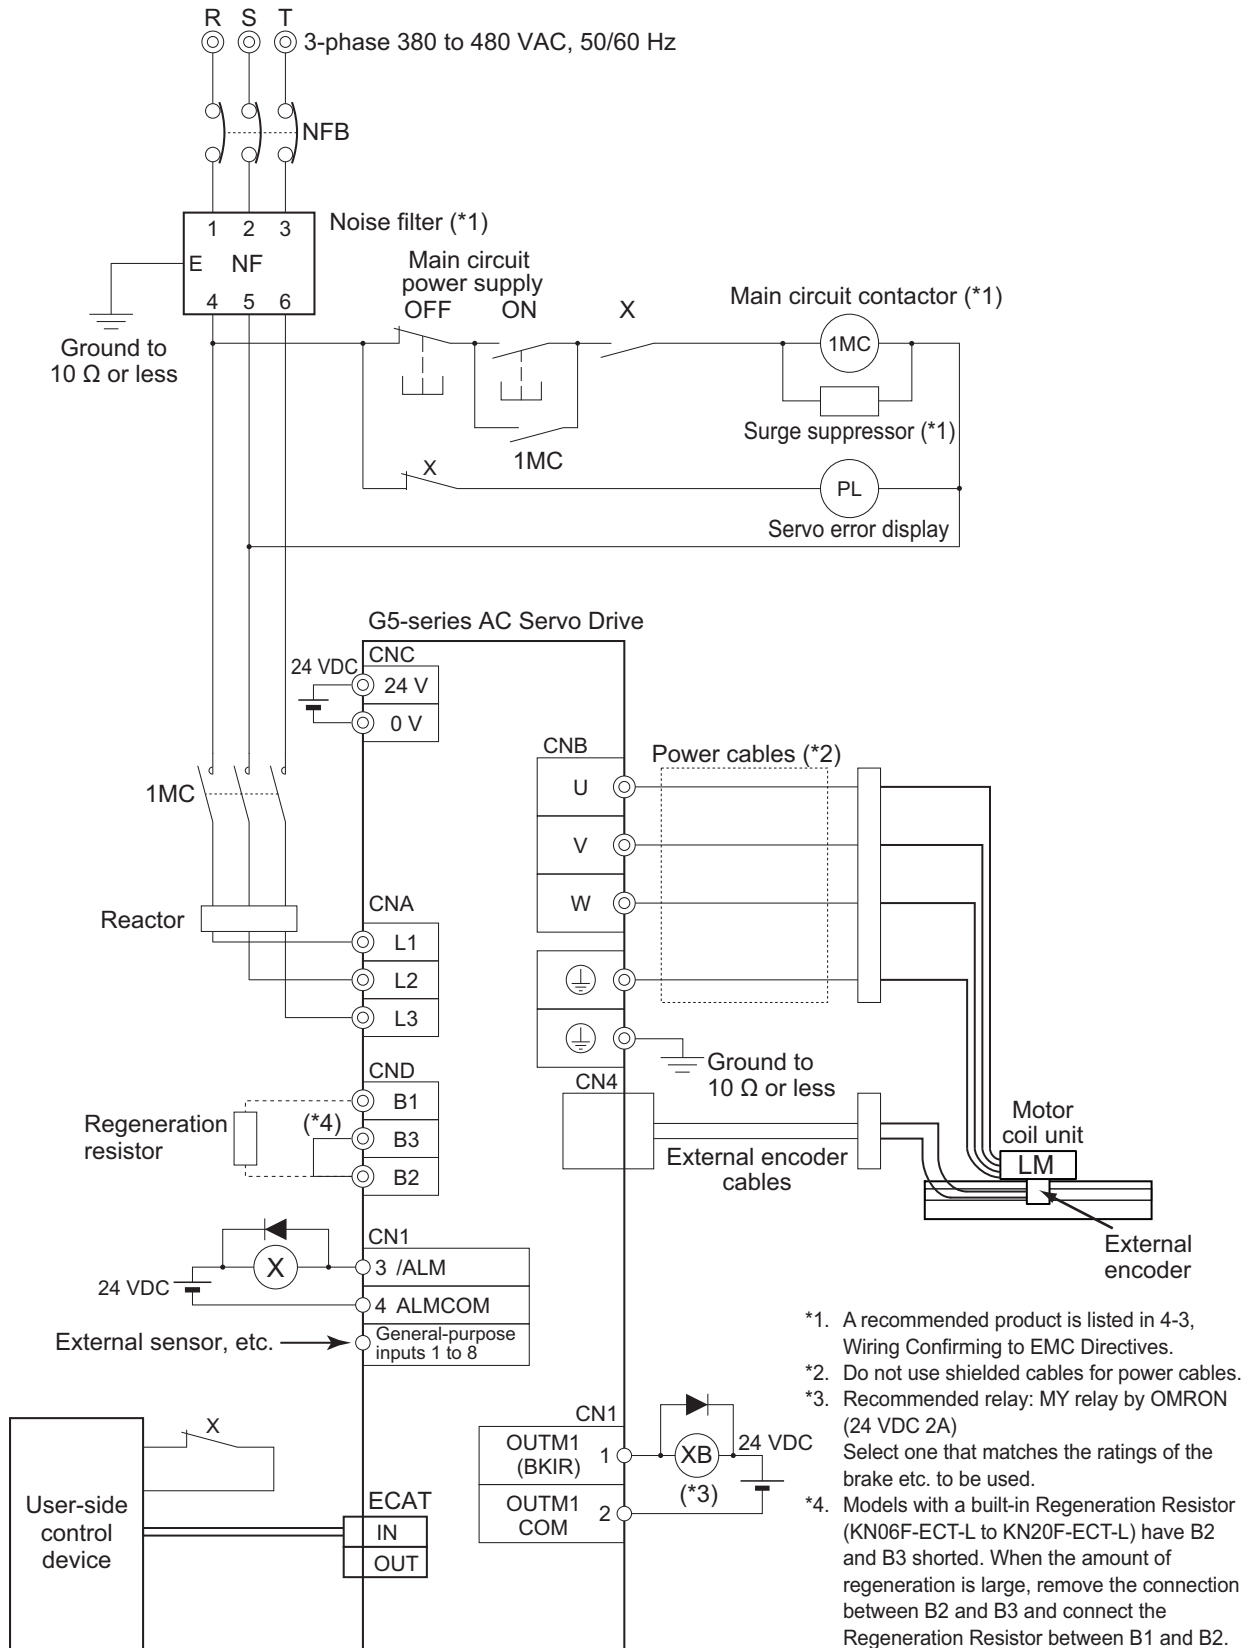 R S T
3-phase 380 to 480 VAC, 50/60 Hz
NFB
1 2 3
Noise filter (*1)
E NF
4 5 6
Ground to
10 Ω or less
Main circuit
power supply
OFF ON X
Main circuit contactor (*1)
1MC
Surge suppressor (*1)
1MC
X
PL
Servo error display
G5-series AC Servo Drive
CNC
24 VDC
24 V
0 V
CNB
Power cables (*2)
U
V
W
1MC
Reactor
CNA
L1
L2
L3
Ground to
10 Ω or less
CND
B1
B3
B2
Regeneration
resistor
(*4)
CN4
External encoder
cables
Motor
coil unit
LM
External
encoder
CN1
X
3 /ALM
24 VDC
4 ALMCOM
External sensor, etc.
General-purpose
inputs 1 to 8
CN1
OUTM1
(BKIR)
1
XB
24 VDC
(*3)
OUTM1
COM
2
X
User-side
control
device
ECAT
IN
OUT
*1. A recommended product is listed in 4-3,
Wiring Confirming to EMC Directives.
*2. Do not use shielded cables for power cables.
*3. Recommended relay: MY relay by OMRON
(24 VDC 2A)
Select one that matches the ratings of the
brake etc. to be used.
*4. Models with a built-in Regeneration Resistor
(KN06F-ECT-L to KN20F-ECT-L) have B2
and B3 shorted. When the amount of
regeneration is large, remove the connection
between B2 and B3 and connect the
Regeneration Resistor between B1 and B2.